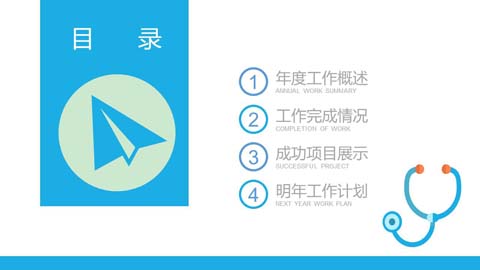 目 录
1 年度工作概述
ANNUAL WORK SUMMARY
2 工作完成情况
COMPLETION OF WORK
3 成功项目展示
SUCCESSFUL PROJECT
4 明年工作计划
NEXT YEAR WORK PLAN